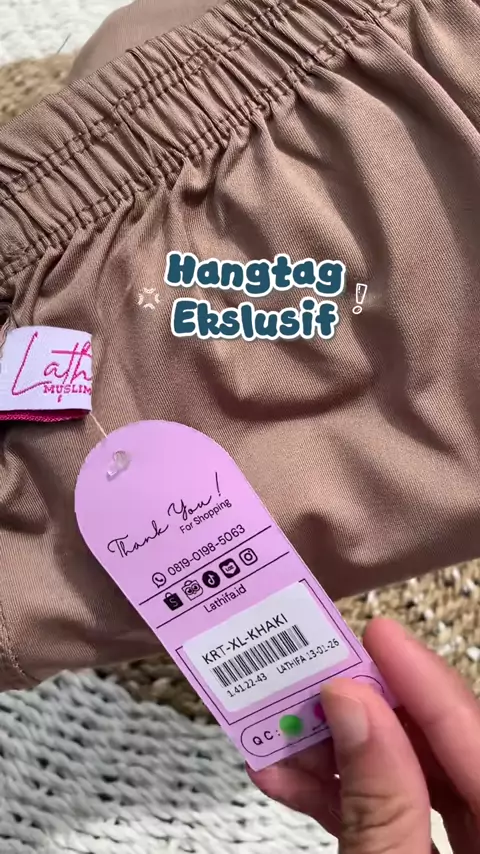 Hangtag
Ekslusif
Lath
MUSLIM
Thank You!
For Shopping
0819-0198-5063
Lathifa.id
KRT-XL-KHAKI
1.41.22-43 LATHIFA 13-01-26
QC: